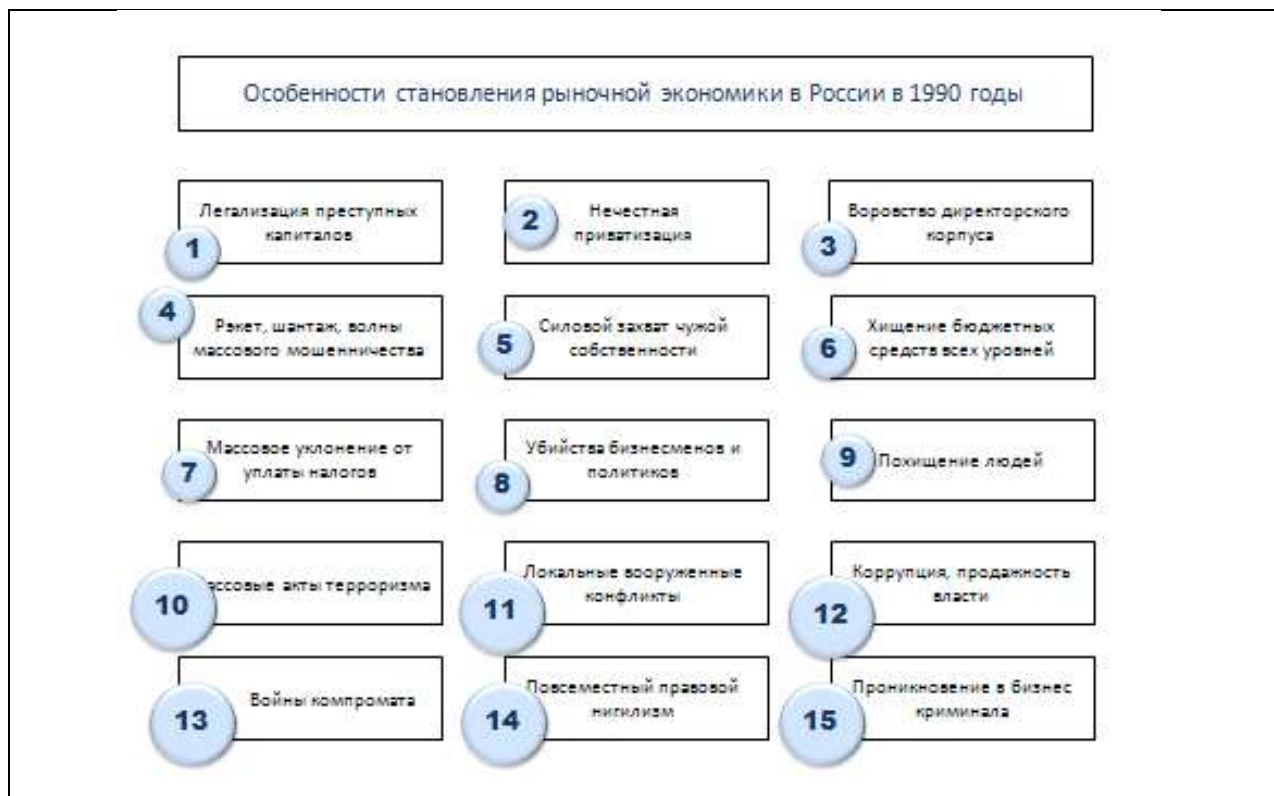 Особенности становления рыночной экономики в России в 1990 годы
Легализация преступных
капиталов
1
Нечестная
приватизация
2
Воровство директорского
корпуса
3
Рэкет, шантаж, волны
массового мошенничества
4
Силовой захват чужой
собственности
5
Хищение бюджетных
средств всех уровней
6
Массовое уклонение от
уплаты налогов
7
Убийства бизнесменов и
политиков
8
Похищение людей
9
ассовые акты терроризма
10
Локальные вооруженные
конфликты
11
Коррупция, продажность
власти
12
Войны компромата
13
Повсеместный правовой
нигилизм
14
Проникновение в бизнес
криминала
15